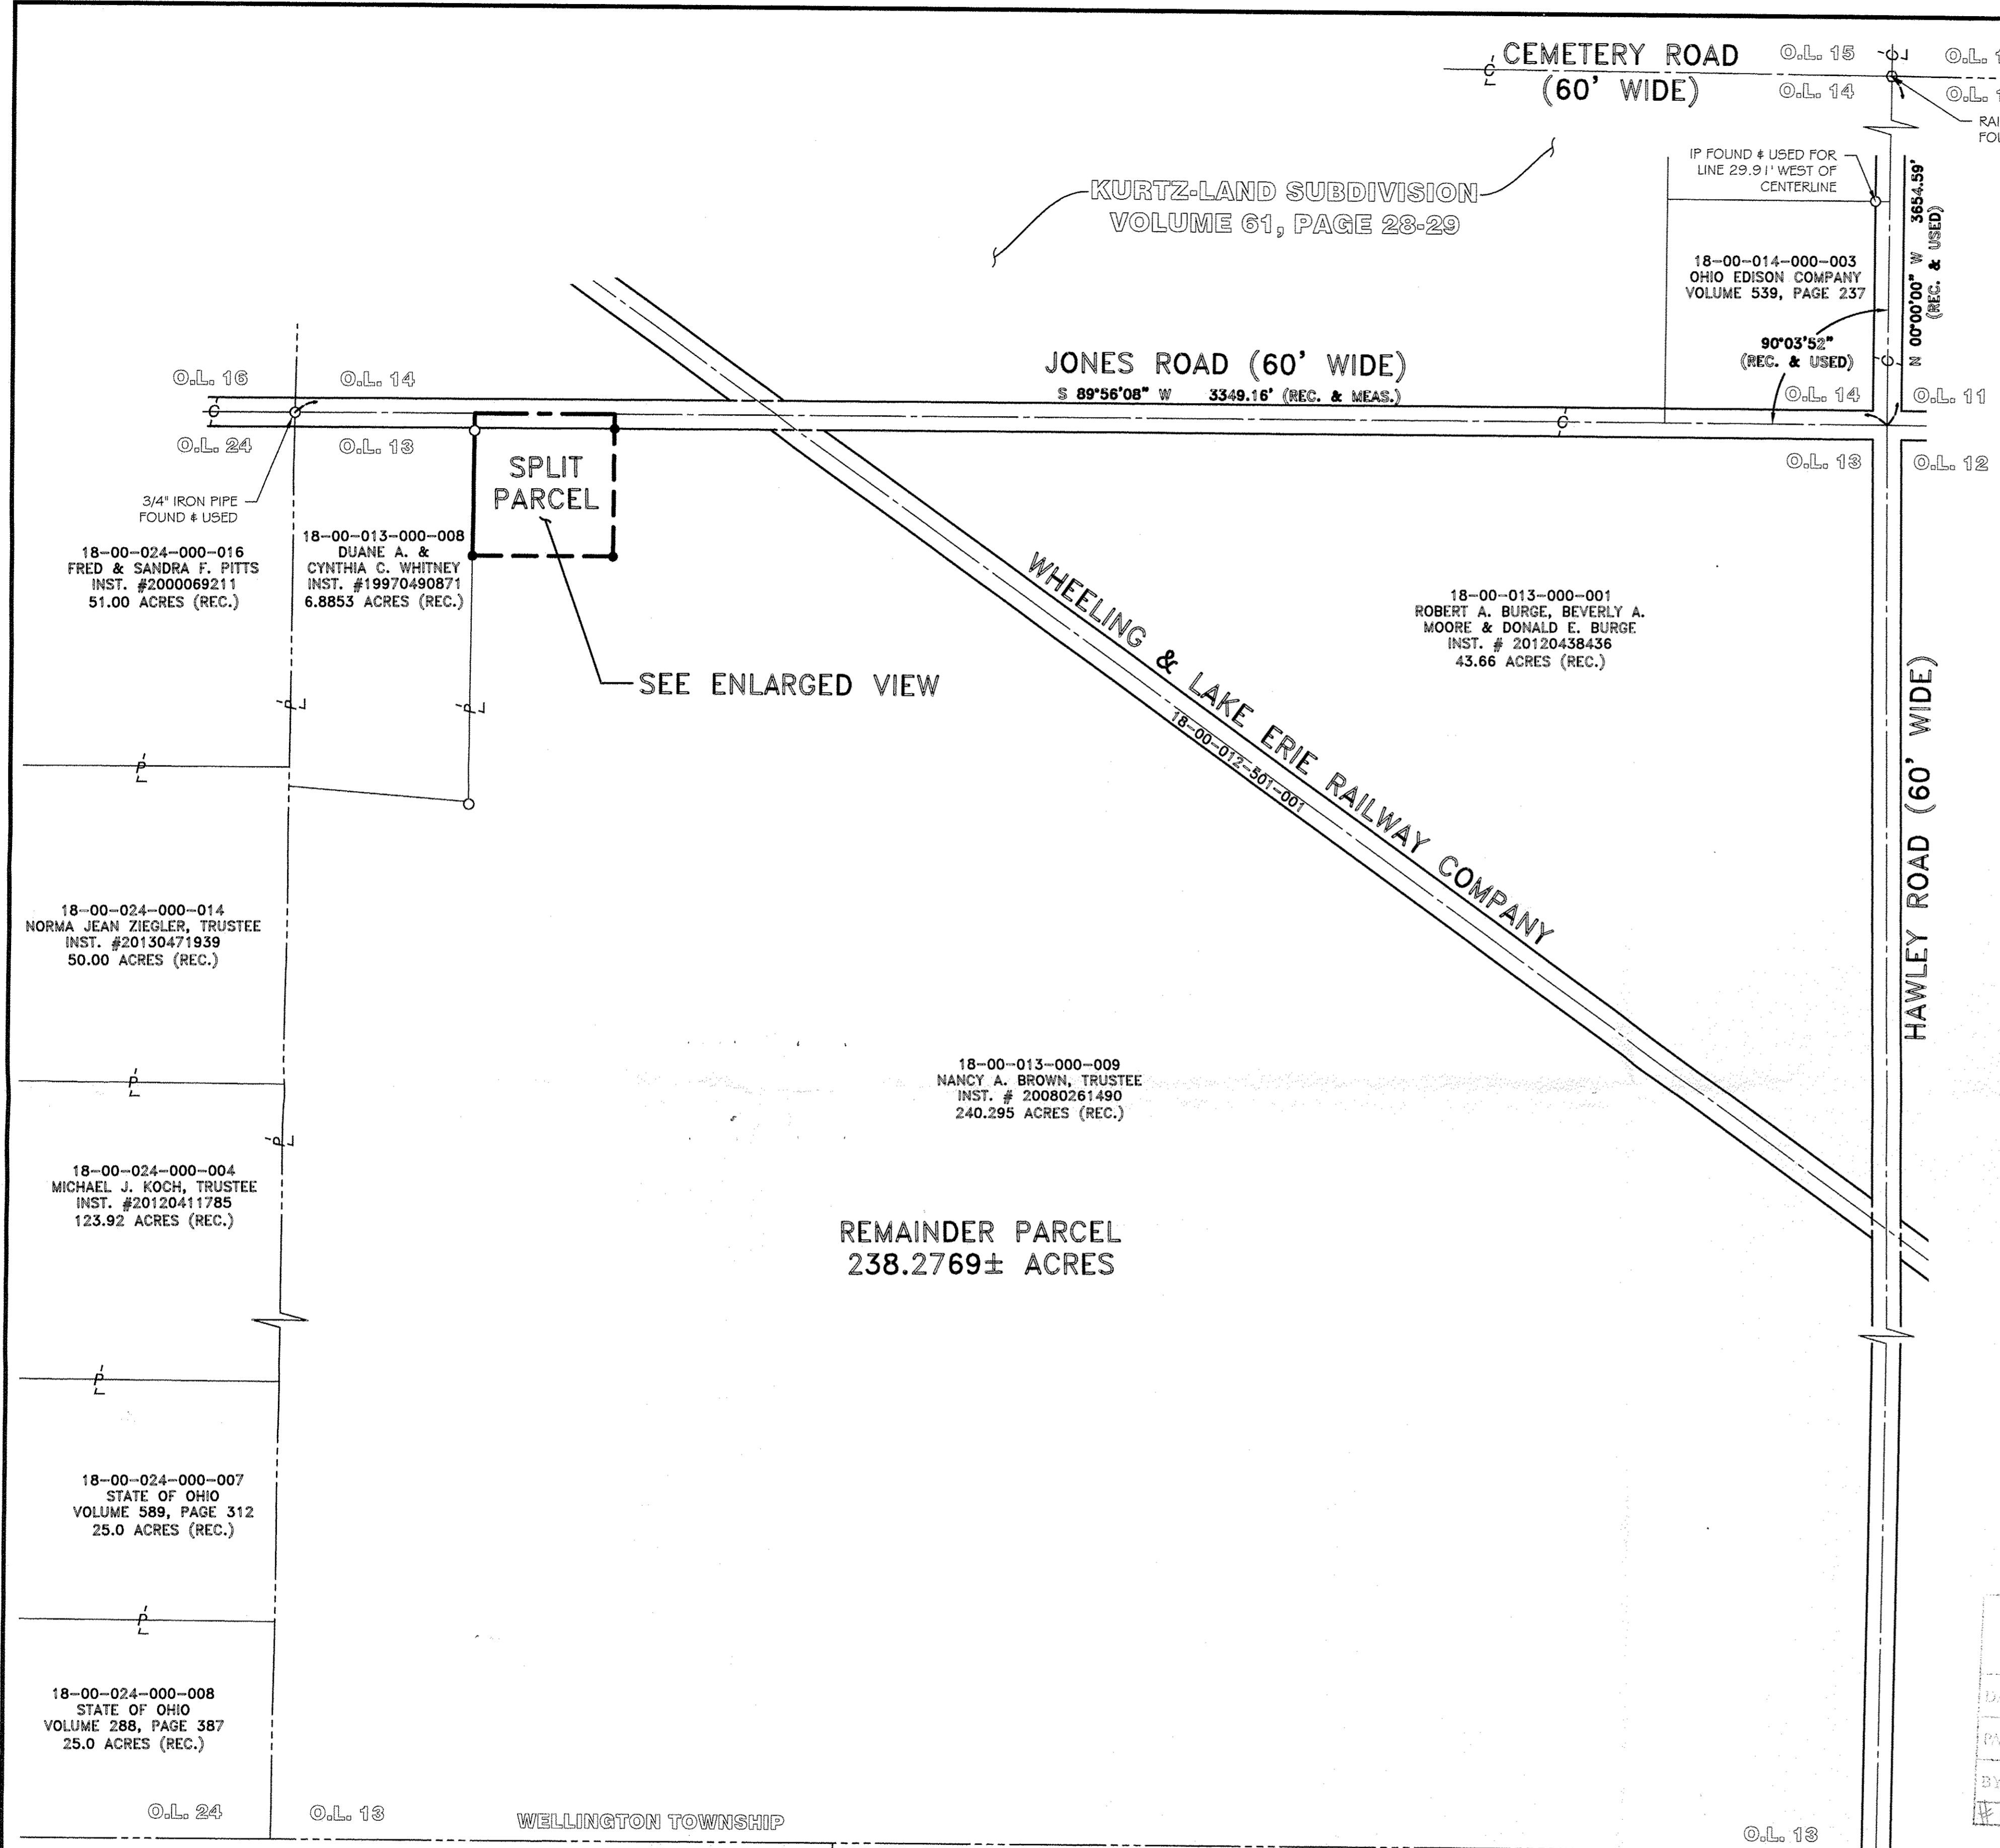 CEMETERY ROAD
(60' WIDE)
O.L. 15
O.L. 14
IP FOUND & USED FOR
LINE 29.91' WEST OF
CENTERLINE
KURTZ-LAND SUBDIVISION
VOLUME 61, PAGE 28-29
N 00°00'00" W 3654.59'
(REC. & USED)
18-00-014-000-003
OHIO EDISON COMPANY
VOLUME 539, PAGE 237
90°03'52"
(REC. & USED)
JONES ROAD (60' WIDE)
S 89°56'08" W 3349.16' (REC. & MEAS.)
O.L. 16
O.L. 14
O.L. 14
O.L. 11
O.L. 24
O.L. 13
O.L. 13
O.L. 12
SPLIT
PARCEL
3/4" IRON PIPE
FOUND & USED
18-00-024-000-016
FRED & SANDRA F. PITTS
INST. #2000069211
51.00 ACRES (REC.)
18-00-013-000-008
DUANE A. &
CYNTHIA C. WHITNEY
INST. #19970490871
6.8853 ACRES (REC.)
SEE ENLARGED VIEW
WHEELING & LAKE ERIE RAILWAY COMPANY
18-00-012-501-001
18-00-013-000-001
ROBERT A. BURGE, BEVERLY A.
MOORE & DONALD E. BURGE
INST. # 20120438436
43.66 ACRES (REC.)
HAWLEY ROAD (60' WIDE)
18-00-024-000-014
NORMA JEAN ZIEGLER, TRUSTEE
INST. #20130471939
50.00 ACRES (REC.)
18-00-013-000-009
NANCY A. BROWN, TRUSTEE
INST. # 20080261490
240.295 ACRES (REC.)
18-00-024-000-004
MICHAEL J. KOCH, TRUSTEE
INST. #20120411785
123.92 ACRES (REC.)
REMAINDER PARCEL
238.2769± ACRES
18-00-024-000-007
STATE OF OHIO
VOLUME 589, PAGE 312
25.0 ACRES (REC.)
18-00-024-000-008
STATE OF OHIO
VOLUME 288, PAGE 387
25.0 ACRES (REC.)
O.L. 24
O.L. 13
WELLINGTON TOWNSHIP
O.L. 13